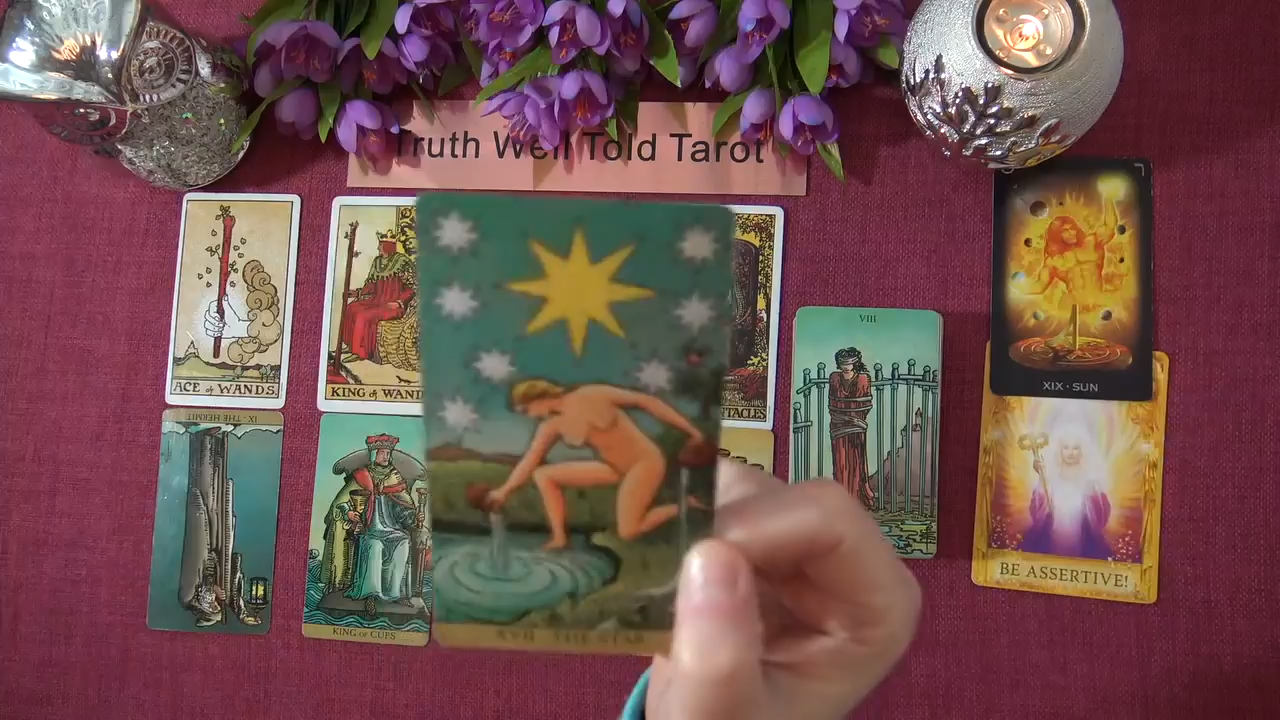 Truth Well Told Tarot
ACE of WANDS
KING of WAND
TACLES
VIII
XIX • SUN
IX • THE HERMIT
KING OF CUPS
XVII THE STAR
BE ASSERTIVE!